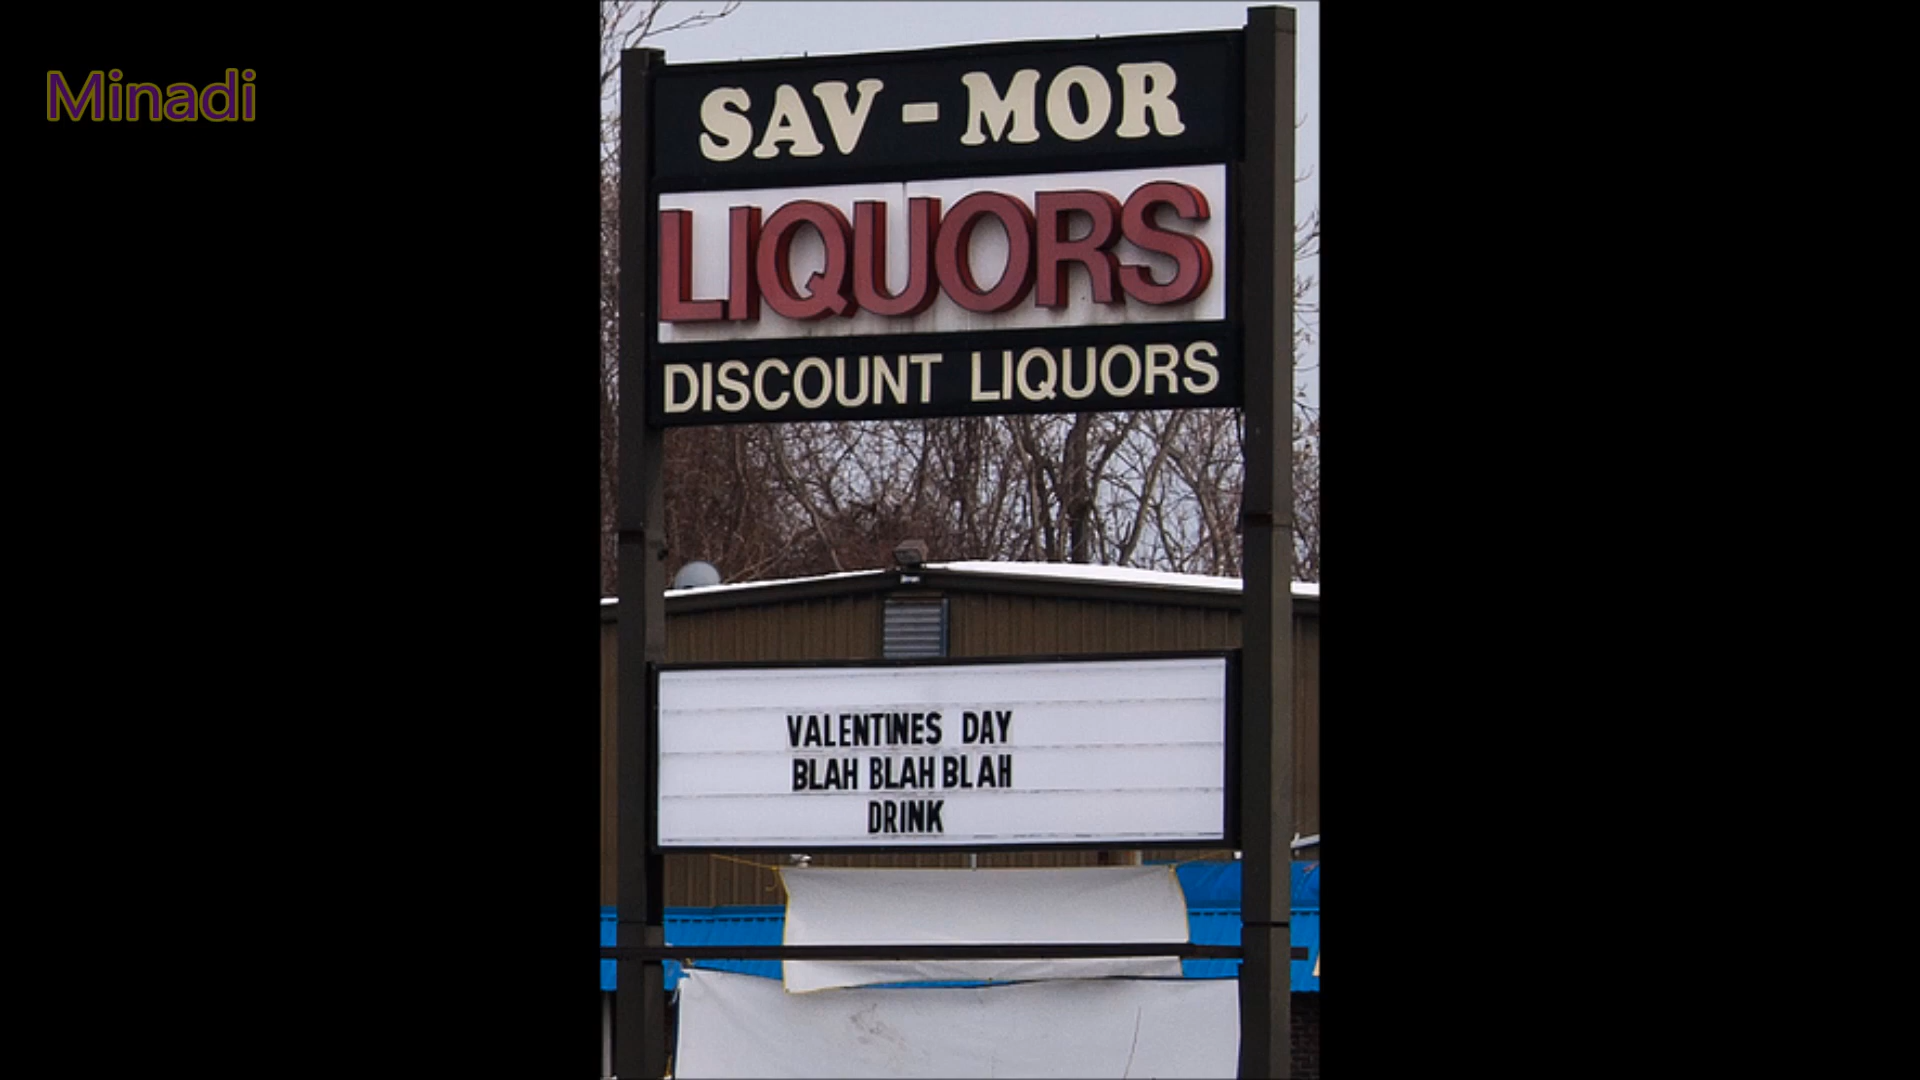 Minadi
SAV-MOR
LIQUORS
DISCOUNT LIQUORS
VALENTINES DAY
BLAH BLAH BLAH
DRINK